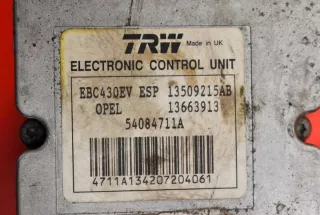 TRW
Made in UK
ELECTRONIC CONTROL UNIT
EBC430EV ESP 13509215AB
OPEL 13663913
54084711A
4711A134207204061